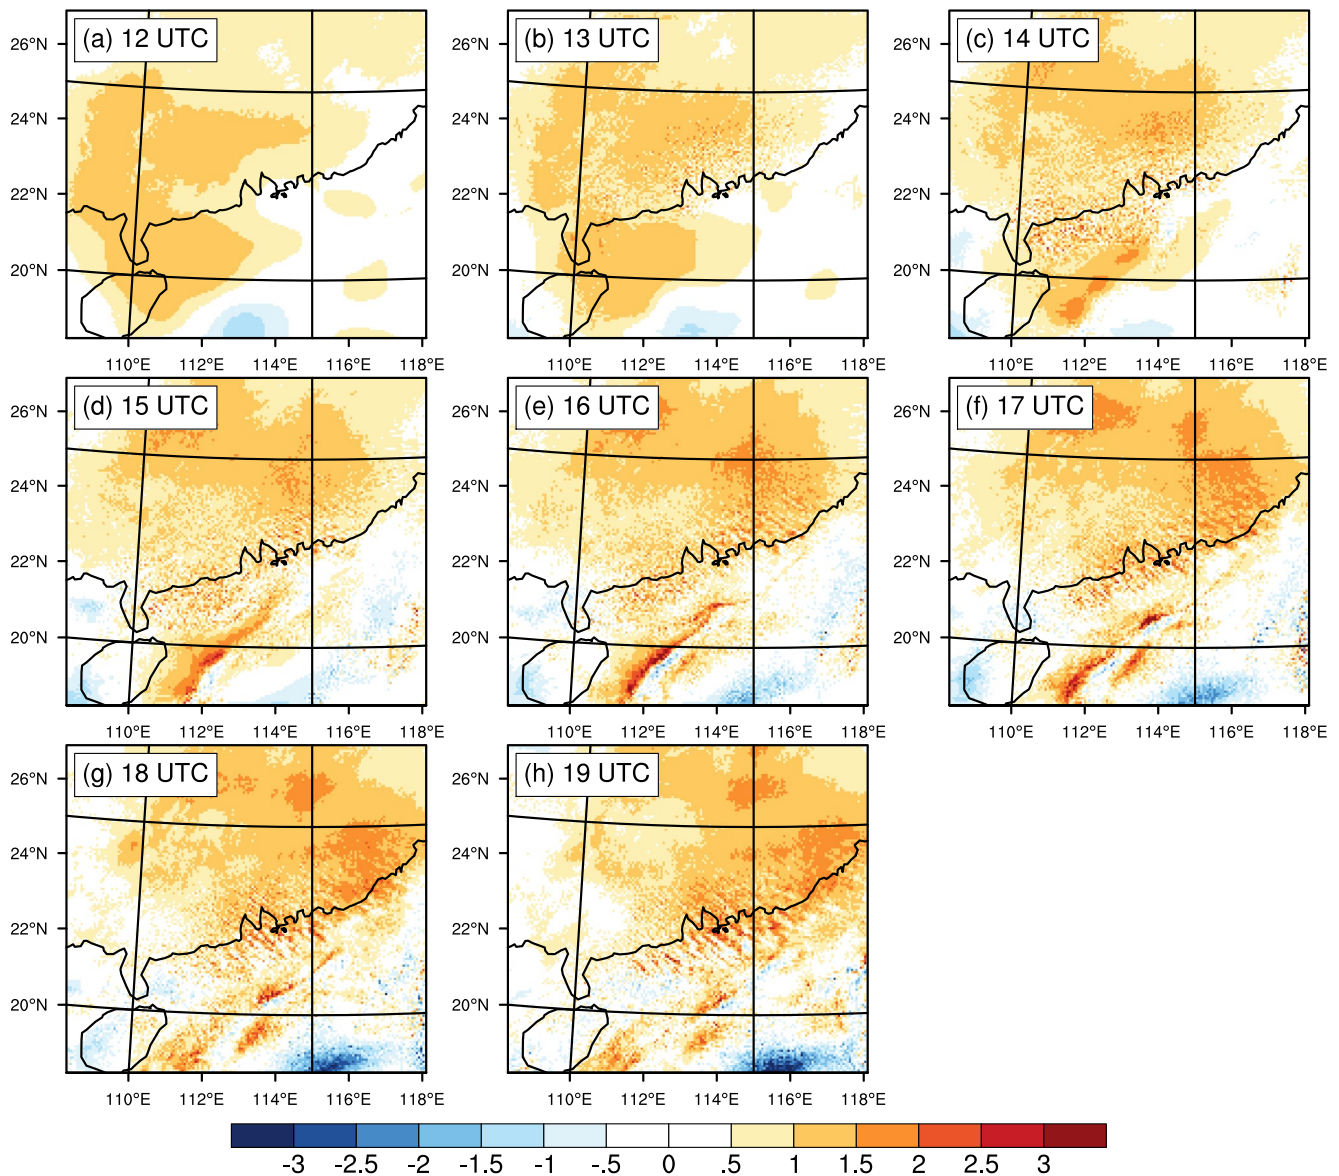 (a) 12 UTC
(b) 13 UTC
(c) 14 UTC
26°N
24°N
22°N
20°N
26°N
24°N
22°N
20°N
26°N
24°N
22°N
20°N
110°E 112°E 114°E 116°E 118°E
110°E 112°E 114°E 116°E 118°E
110°E 112°E 114°E 116°E 118°E
(d) 15 UTC
(e) 16 UTC
(f) 17 UTC
26°N
24°N
22°N
20°N
26°N
24°N
22°N
20°N
26°N
24°N
22°N
20°N
110°E 112°E 114°E 116°E 118°E
110°E 112°E 114°E 116°E 118°E
110°E 112°E 114°E 116°E 118°E
(g) 18 UTC
(h) 19 UTC
26°N
24°N
22°N
20°N
26°N
24°N
22°N
20°N
110°E 112°E 114°E 116°E 118°E
110°E 112°E 114°E 116°E 118°E
-3 -2.5 -2 -1.5 -1 -.5 0 .5 1 1.5 2 2.5 3